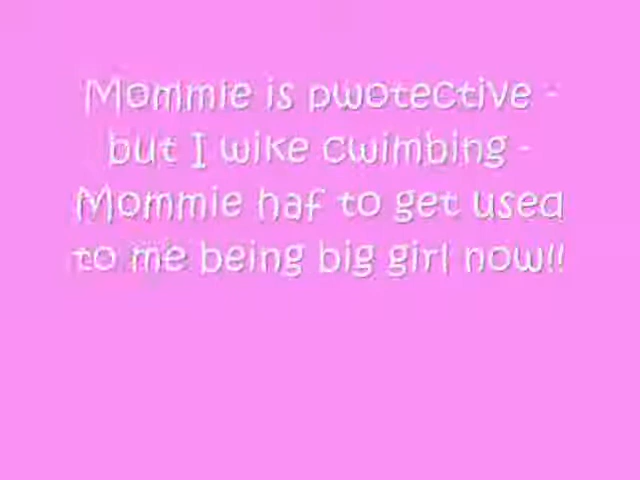 Mommie is pwotective -
but I wike cwimbing -
Mommie haf to get used
to me being big girl now!!